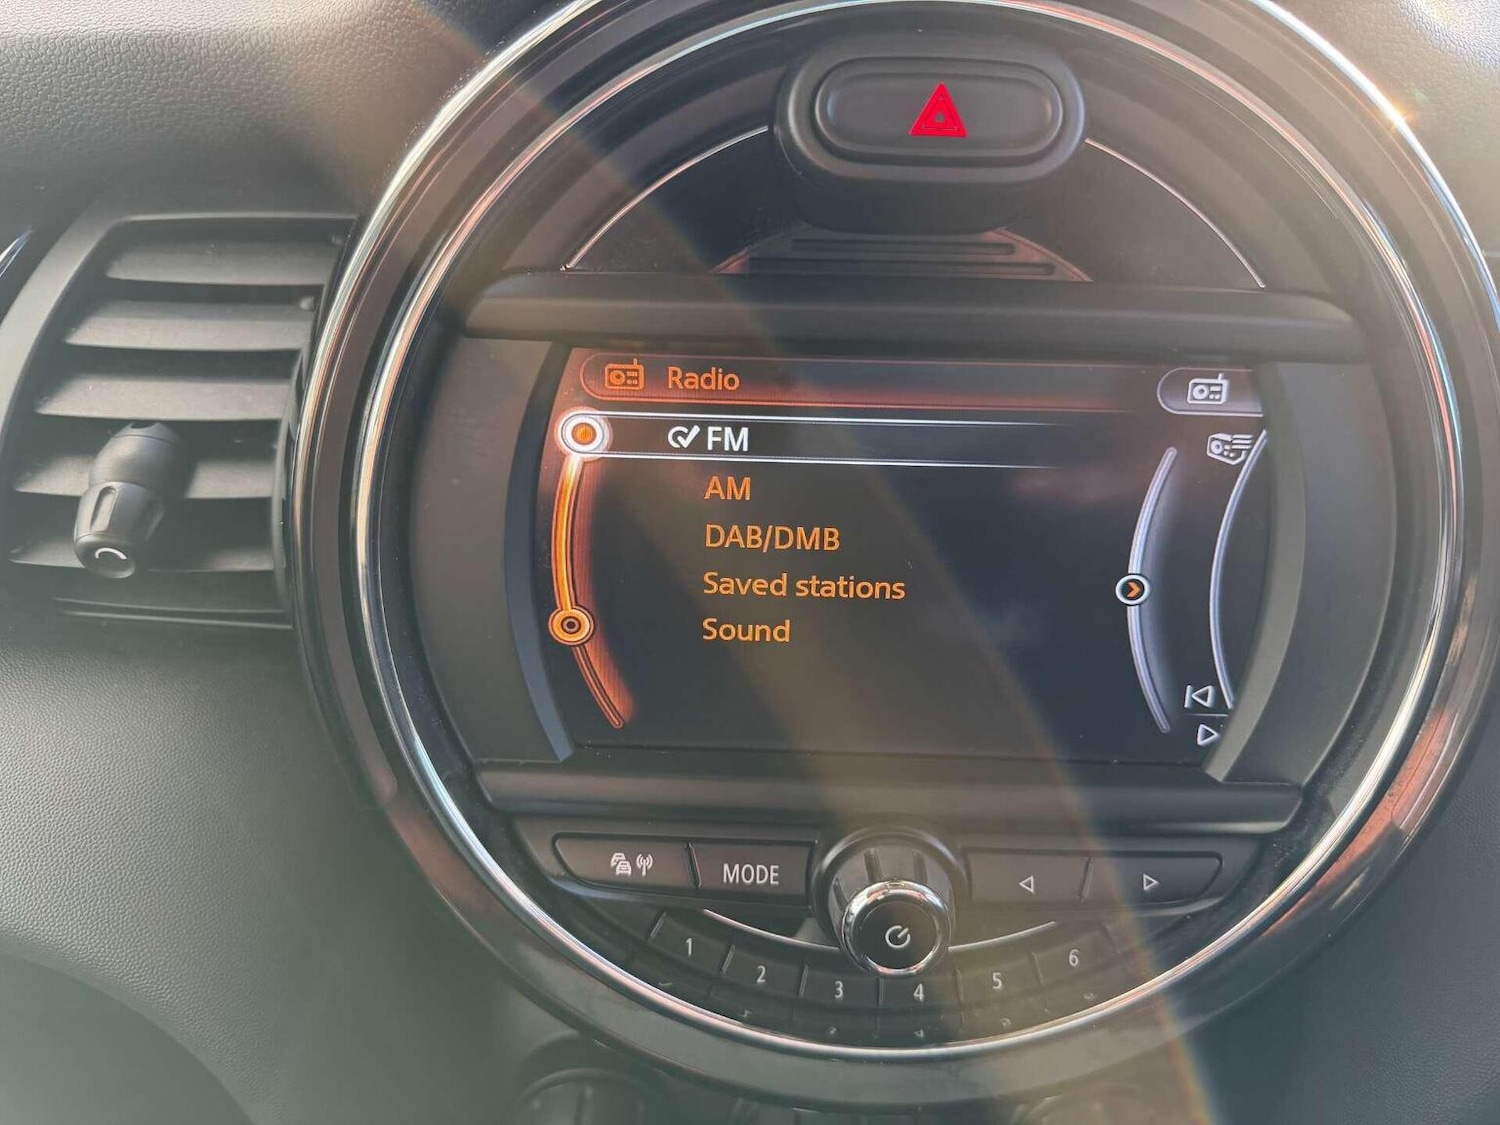 Radio
FM
AM
DAB/DMB
Saved stations
Sound
MODE
1 2 3 4 5 6